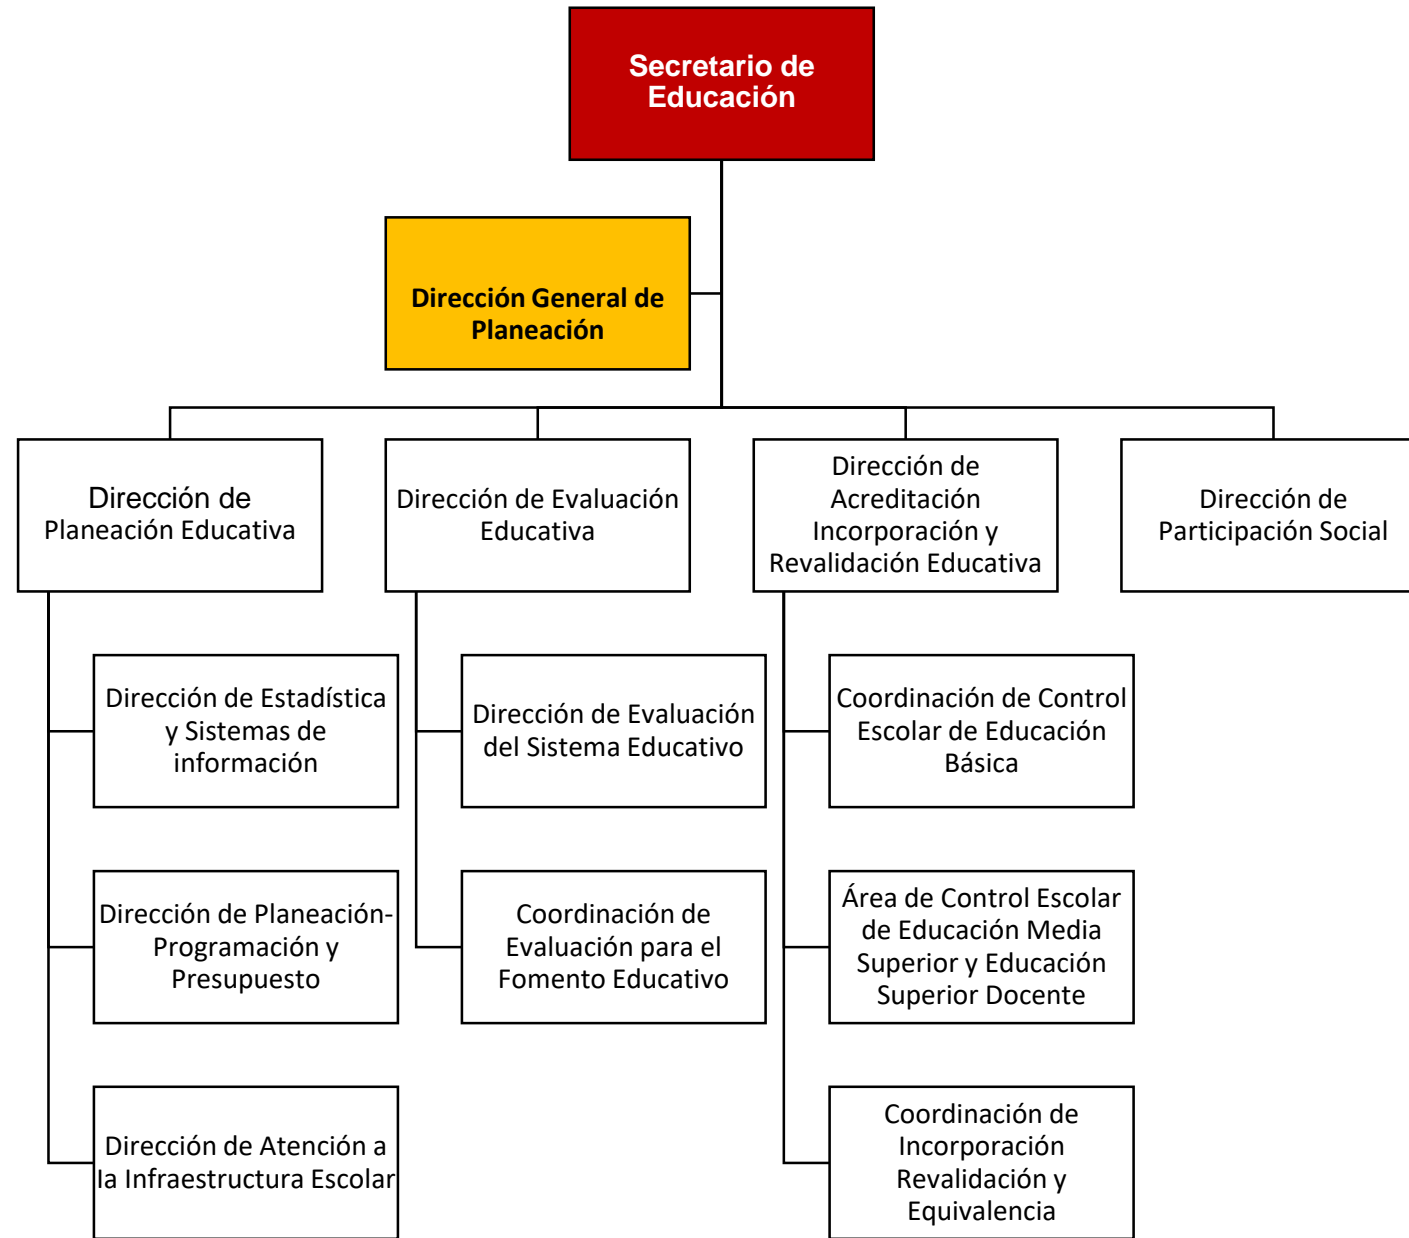 Secretario de
Educación
Dirección General de
Planeación
Dirección de
Planeación Educativa
Dirección de Evaluación
Educativa
Dirección de
Acreditación
Incorporación y
Revalidación Educativa
Dirección de
Participación Social
Dirección de Estadística
y Sistemas de
información
Dirección de Evaluación
del Sistema Educativo
Coordinación de Control
Escolar de Educación
Básica
Dirección de Planeación-
Programación y
Presupuesto
Coordinación de
Evaluación para el
Fomento Educativo
Área de Control Escolar
de Educación Media
Superior y Educación
Superior Docente
Dirección de Atención a
la Infraestructura Escolar
Coordinación de
Incorporación
Revalidación y
Equivalencia